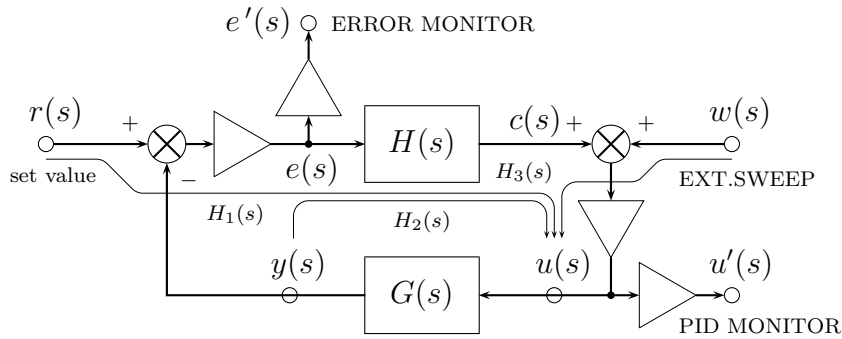 e′(s) ERROR MONITOR
r(s)
+
set value
−
e(s)
H(s)
c(s)
+
+
w(s)
EXT.SWEEP
H₃(s)
H₁(s)
H₂(s)
y(s)
G(s)
u(s)
u′(s)
PID MONITOR